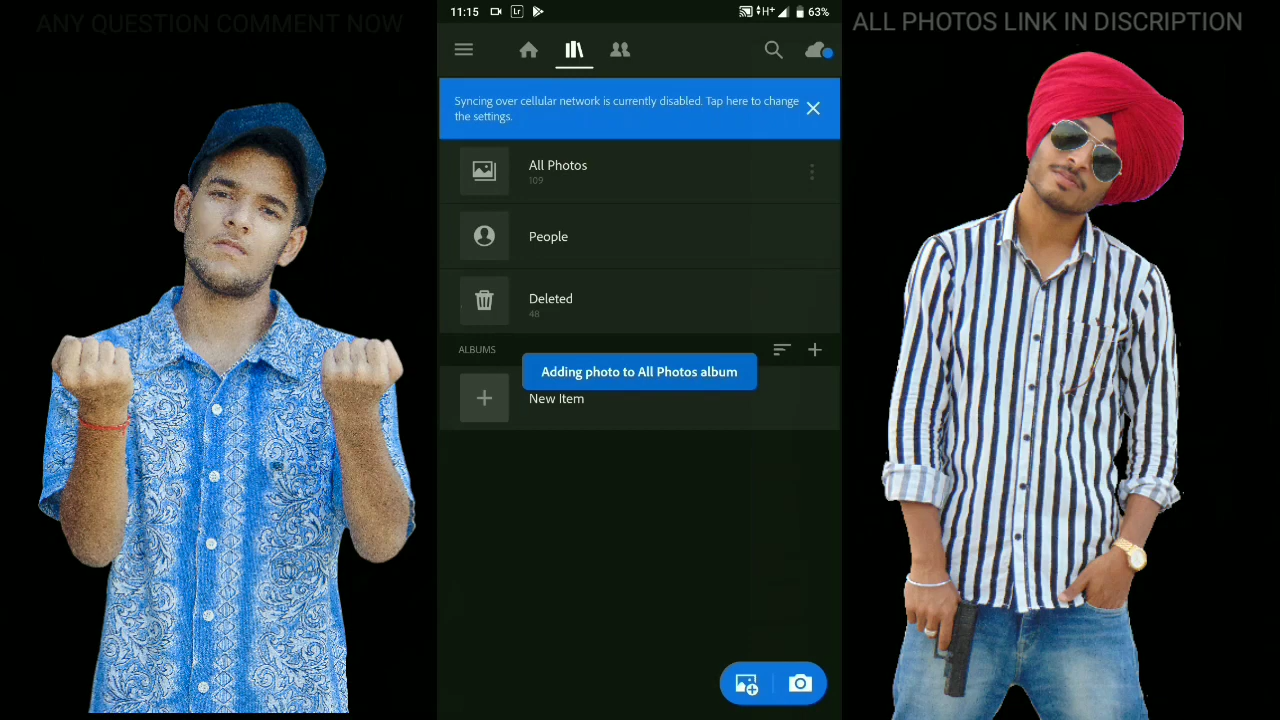 ANY QUESTION COMMENT NOW
ALL PHOTOS LINK IN DISCRIPTION
11:15
Lr
H+
63%
Syncing over cellular network is currently disabled. Tap here to change
the settings.
All Photos
109
People
Deleted
48
ALBUMS
Adding photo to All Photos album
New Item